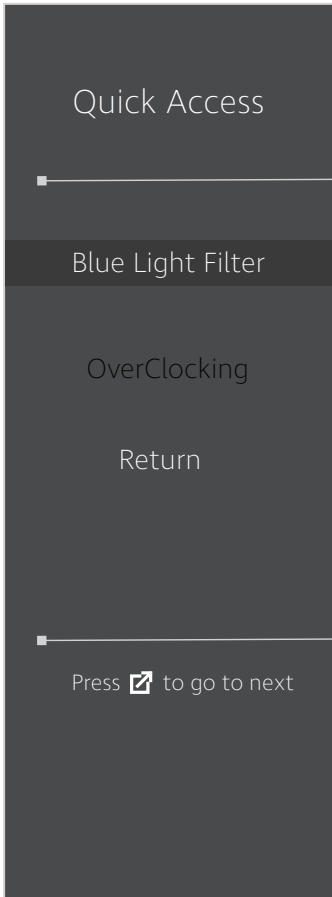 Quick Access
Blue Light Filter
OverClocking
Return
Press to go to next